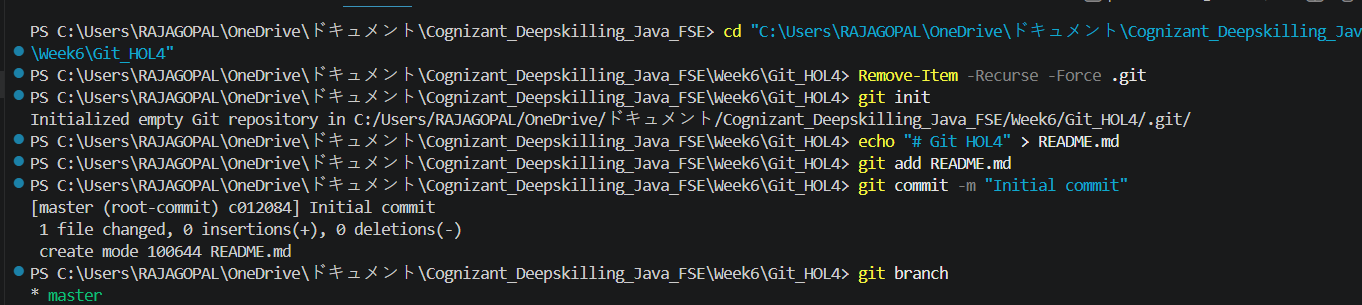 PS C:\Users\RAJAGOPAL\OneDrive\ドキュメント\Cognizant_Deepskilling_Java_FSE> cd "C:\Users\RAJAGOPAL\OneDrive\ドキュメント\Cognizant_Deepskilling_Jav
\Week6\Git_HOL4"
PS C:\Users\RAJAGOPAL\OneDrive\ドキュメント\Cognizant_Deepskilling_Java_FSE\Week6\Git_HOL4> Remove-Item -Recurse -Force .git
PS C:\Users\RAJAGOPAL\OneDrive\ドキュメント\Cognizant_Deepskilling_Java_FSE\Week6\Git_HOL4> git init
Initialized empty Git repository in C:/Users/RAJAGOPAL/OneDrive/ドキュメント/Cognizant_Deepskilling_Java_FSE/Week6/Git_HOL4/.git/
PS C:\Users\RAJAGOPAL\OneDrive\ドキュメント\Cognizant_Deepskilling_Java_FSE\Week6\Git_HOL4> echo "# Git HOL4" > README.md
PS C:\Users\RAJAGOPAL\OneDrive\ドキュメント\Cognizant_Deepskilling_Java_FSE\Week6\Git_HOL4> git add README.md
PS C:\Users\RAJAGOPAL\OneDrive\ドキュメント\Cognizant_Deepskilling_Java_FSE\Week6\Git_HOL4> git commit -m "Initial commit"
[master (root-commit) c012084] Initial commit
 1 file changed, 0 insertions(+), 0 deletions(-)
 create mode 100644 README.md
PS C:\Users\RAJAGOPAL\OneDrive\ドキュメント\Cognizant_Deepskilling_Java_FSE\Week6\Git_HOL4> git branch
* master